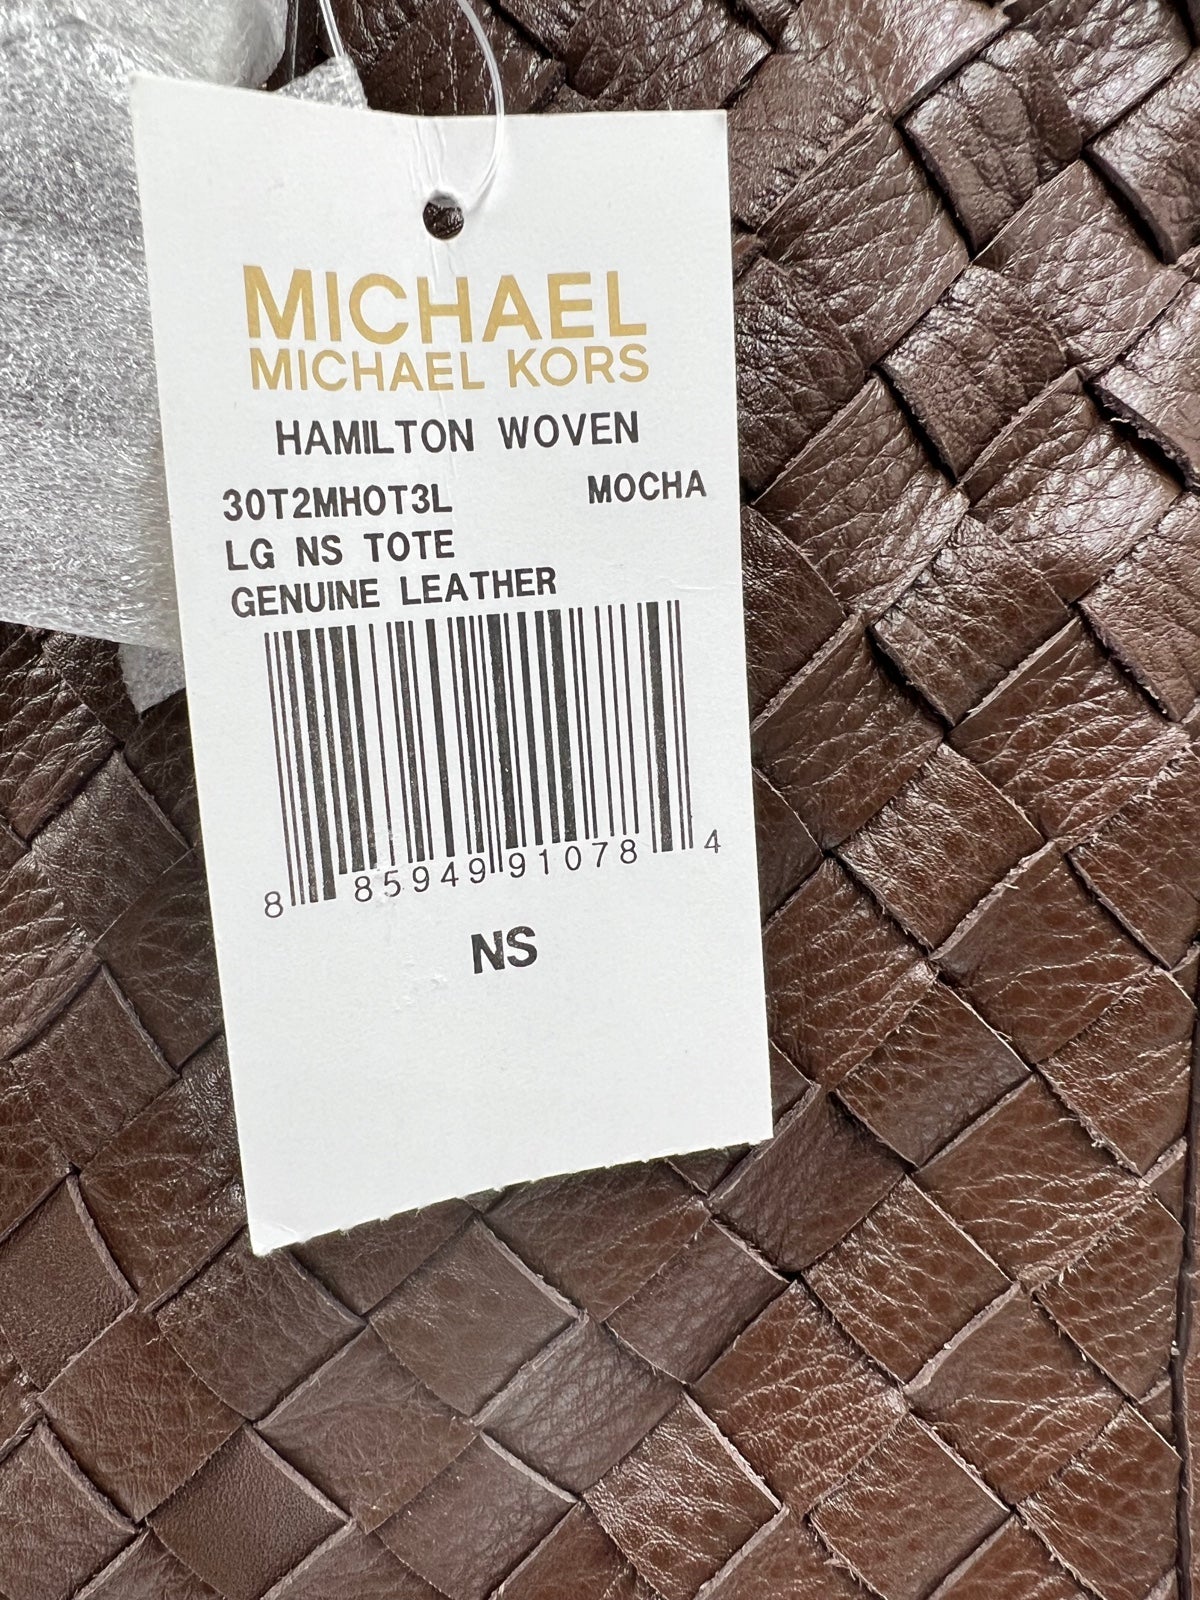 MICHAEL
MICHAEL KORS
HAMILTON WOVEN
30T2MHOT3L MOCHA
LG NS TOTE
GENUINE LEATHER
8 85949 91078 4
NS